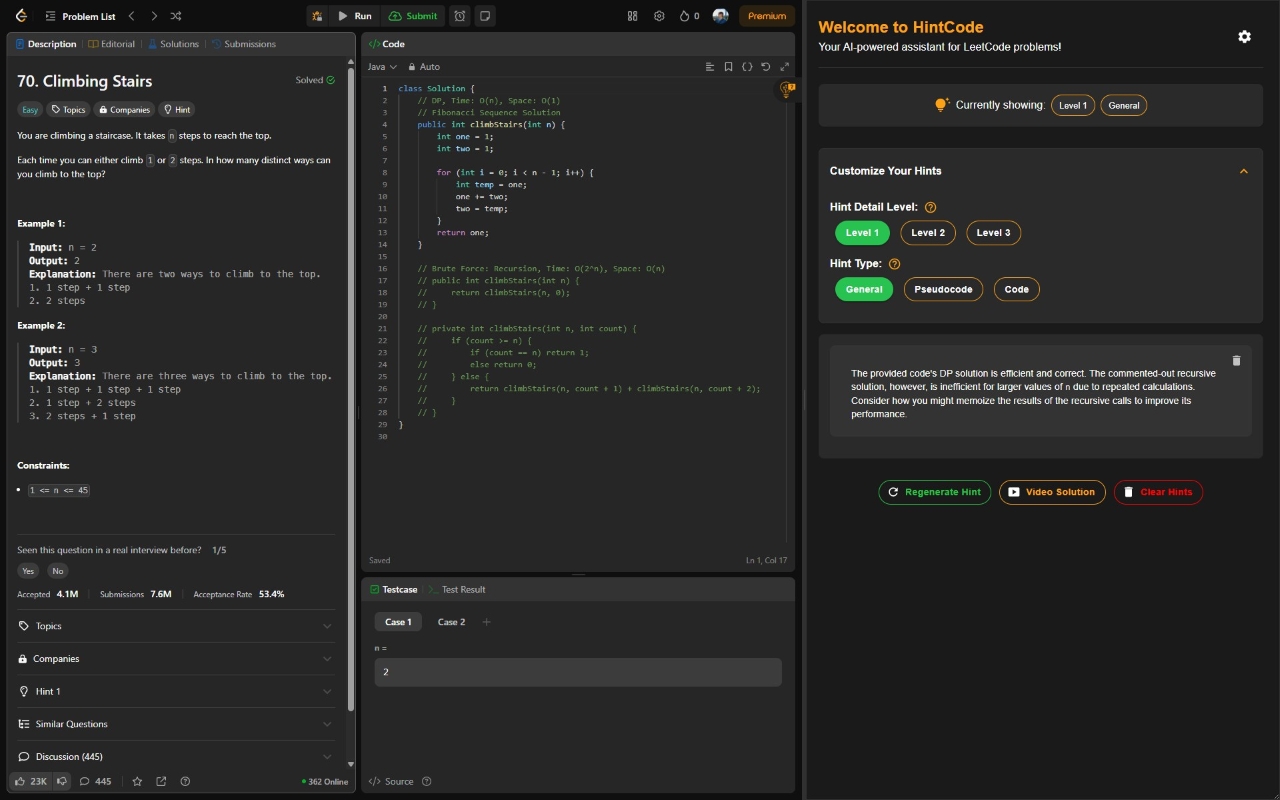 Problem List
Run
Submit
0
Premium
Description
Editorial
Solutions
Submissions
70. Climbing Stairs
Solved
Easy
Topics
Companies
Hint
You are climbing a staircase. It takes n steps to reach the top.
Each time you can either climb 1 or 2 steps. In how many distinct ways can
you climb to the top?
Example 1:
Input: n = 2
Output: 2
Explanation: There are two ways to climb to the top.
1. 1 step + 1 step
2. 2 steps
Example 2:
Input: n = 3
Output: 3
Explanation: There are three ways to climb to the top.
1. 1 step + 1 step + 1 step
2. 1 step + 2 steps
3. 2 steps + 1 step
Constraints:
• 1 <= n <= 45
Seen this question in a real interview before? 1/5
Yes
No
Accepted 4.1M
Submissions 7.6M
Acceptance Rate 53.4%
Topics
Companies
Hint 1
Similar Questions
Discussion (445)
23K
445
362 Online
</> Code
Java
Auto
1 class Solution {
2 // DP, Time: O(n), Space: O(1)
3 // Fibonacci Sequence Solution
4 public int climbStairs(int n) {
5 int one = 1;
6 int two = 1;
7
8 for (int i = 0; i < n - 1; i++) {
9 int temp = one;
10 one += two;
11 two = temp;
12 }
13 return one;
14 }
15
16 // Brute Force: Recursion, Time: O(2^n), Space: O(n)
17 // public int climbStairs(int n) {
18 // return climbStairs(n, 0);
19 // }
20
21 // private int climbStairs(int n, int count) {
22 // if (count >= n) {
23 // if (count == n) return 1;
24 // else return 0;
25 // } else {
26 // return climbStairs(n, count + 1) + climbStairs(n, count + 2);
27 // }
28 // }
29 }
30
Saved
Ln 1, Col 17
Testcase
Test Result
Case 1
Case 2
+
n =
2
</> Source
Welcome to HintCode
Your AI-powered assistant for LeetCode problems!
Currently showing: Level 1 General
Customize Your Hints
Hint Detail Level:
Level 1
Level 2
Level 3
Hint Type:
General
Pseudocode
Code
The provided code's DP solution is efficient and correct. The commented-out recursive
solution, however, is inefficient for larger values of n due to repeated calculations.
Consider how you might memoize the results of the recursive calls to improve its
performance.
Regenerate Hint
Video Solution
Clear Hints